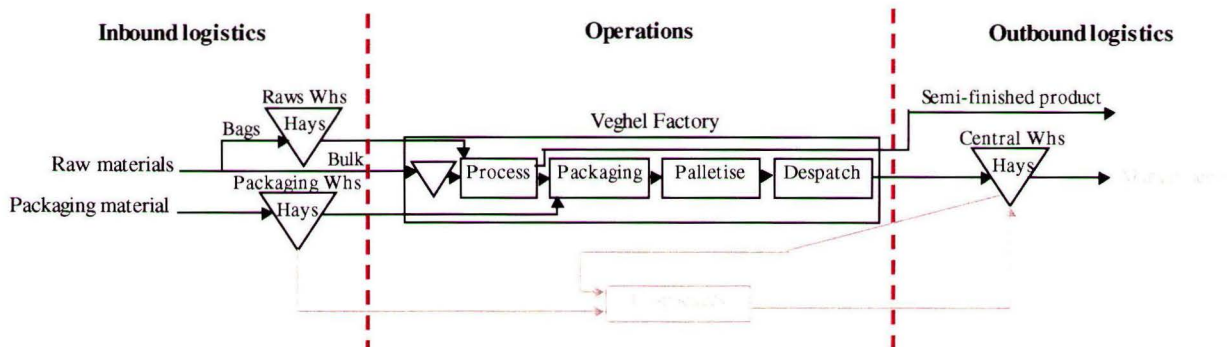 Inbound logistics
Operations
Outbound logistics
Raws Whs
Hays
Bags
Raw materials
Bulk
Packaging Whs
Packaging material
Hays
Veghel Factory
Process
Packaging
Palletise
Despatch
Semi-finished product
Central Whs
Hays